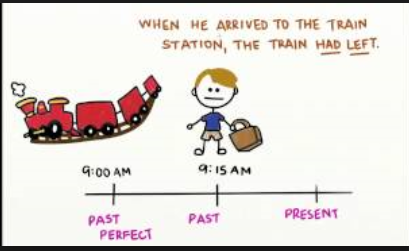 WHEN HE ARRIVED TO THE TRAIN
STATION, THE TRAIN HAD LEFT.
9:00 AM
9:15 AM
PAST
PERFECT
PAST
PRESENT